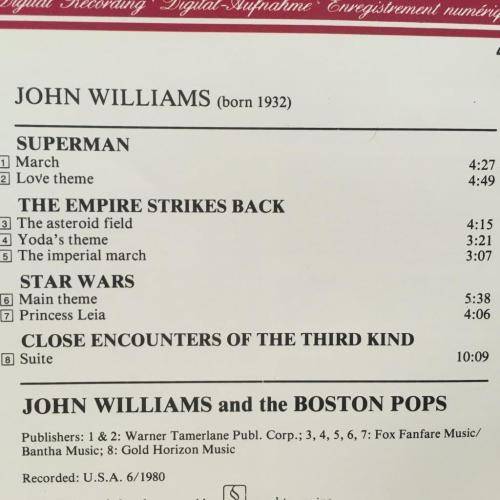 Digital Recording · Digital-Aufnahme · Enregistrement numériq
JOHN WILLIAMS (born 1932)
SUPERMAN
1 March 4:27
2 Love theme 4:49
THE EMPIRE STRIKES BACK
3 The asteroid field 4:15
4 Yoda's theme 3:21
5 The imperial march 3:07
STAR WARS
6 Main theme 5:38
7 Princess Leia 4:06
CLOSE ENCOUNTERS OF THE THIRD KIND
8 Suite 10:09
JOHN WILLIAMS and the BOSTON POPS
Publishers: 1 & 2: Warner Tamerlane Publ. Corp.; 3, 4, 5, 6, 7: Fox Fanfare Music/
Bantha Music; 8: Gold Horizon Music
Recorded: U.S.A. 6/1980